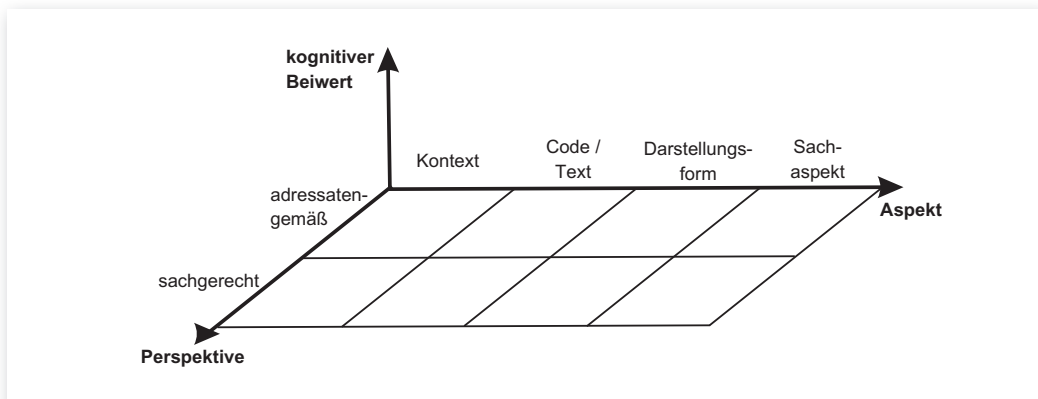 kognitiver
Beiwert
Kontext
Code /
Text
Darstellungs-
form
Sach-
aspekt
Aspekt
adressaten-
gemäß
sachgerecht
Perspektive